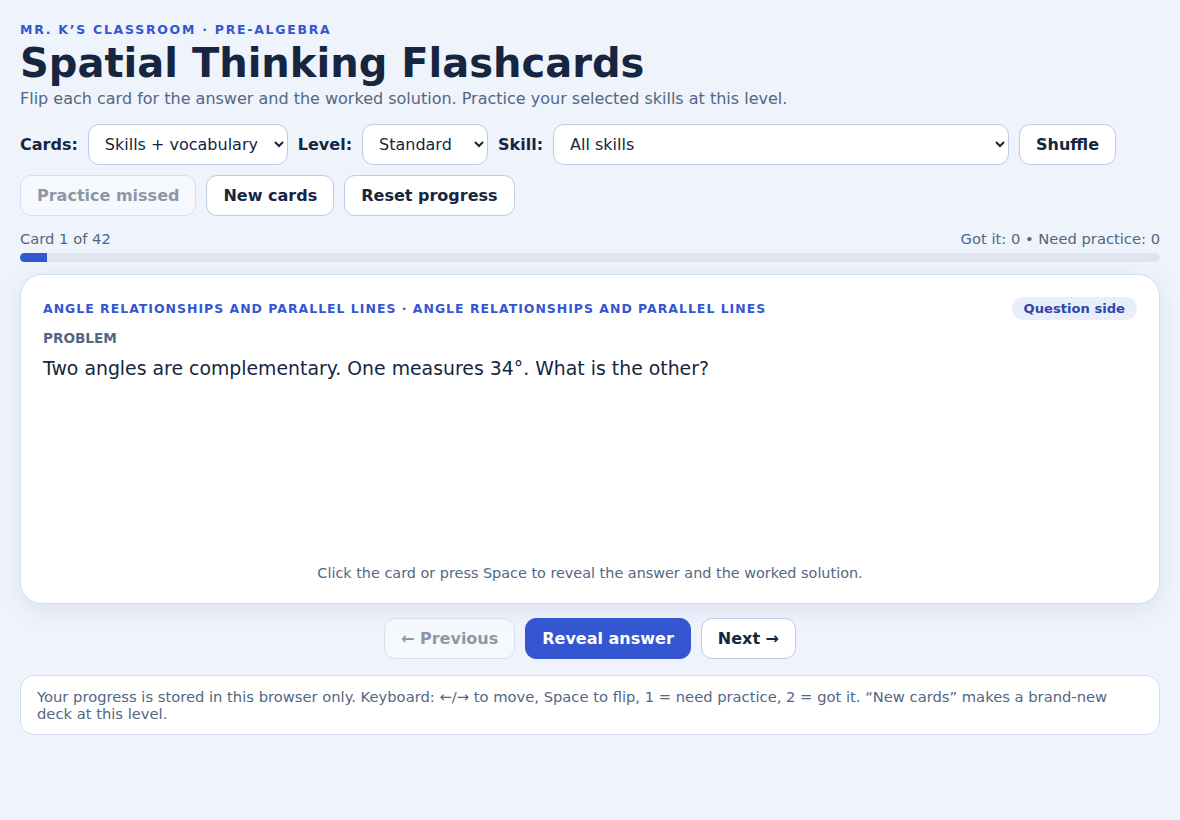 MR. K’S CLASSROOM · PRE-ALGEBRA
Spatial Thinking Flashcards
Flip each card for the answer and the worked solution. Practice your selected skills at this level.
Cards: Skills + vocabulary Level: Standard Skill: All skills Shuffle
Practice missed New cards Reset progress
Card 1 of 42 Got it: 0 • Need practice: 0
ANGLE RELATIONSHIPS AND PARALLEL LINES · ANGLE RELATIONSHIPS AND PARALLEL LINES Question side
PROBLEM
Two angles are complementary. One measures 34°. What is the other?
Click the card or press Space to reveal the answer and the worked solution.
← Previous Reveal answer Next →
Your progress is stored in this browser only. Keyboard: ←/→ to move, Space to flip, 1 = need practice, 2 = got it. “New cards” makes a brand-new
deck at this level.